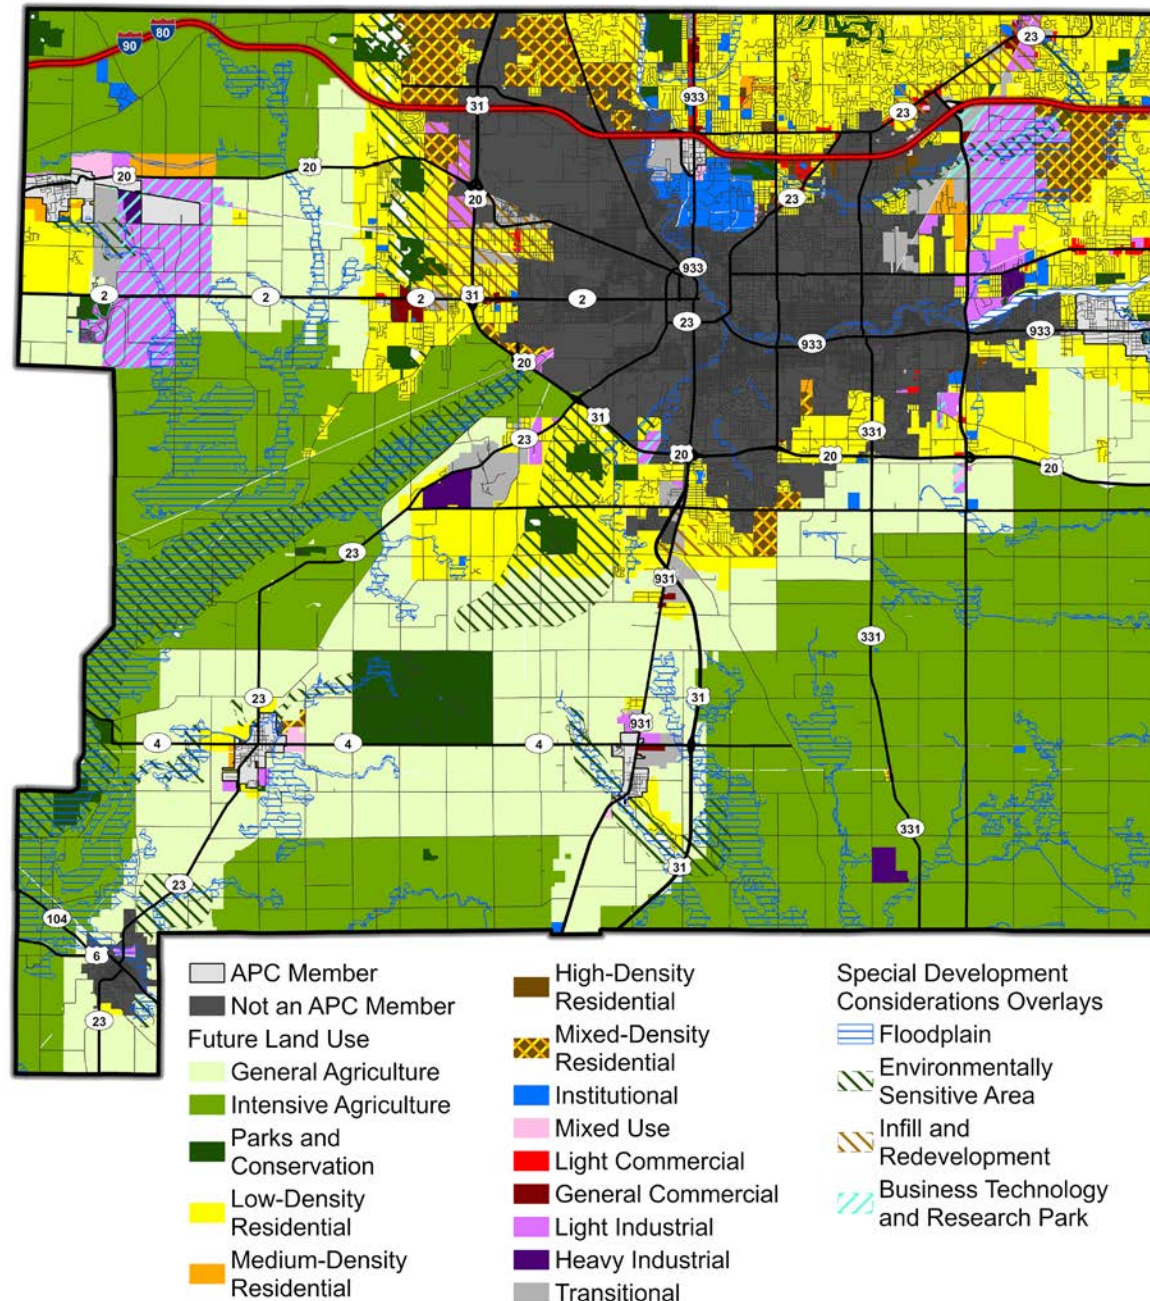 80
90
23
933
31
23
20
20
20
23
933
2
2
2
31
2
23
933
933
20
31
331
23
20
20
20
23
931
331
23
31
931
4
4
4
331
31
23
104
6
23
APC Member
Not an APC Member
Future Land Use
General Agriculture
Intensive Agriculture
Parks and
Conservation
Low-Density
Residential
Medium-Density
Residential
High-Density
Residential
Mixed-Density
Residential
Institutional
Mixed Use
Light Commercial
General Commercial
Light Industrial
Heavy Industrial
Transitional
Special Development
Considerations Overlays
Floodplain
Environmentally
Sensitive Area
Infill and
Redevelopment
Business Technology
and Research Park